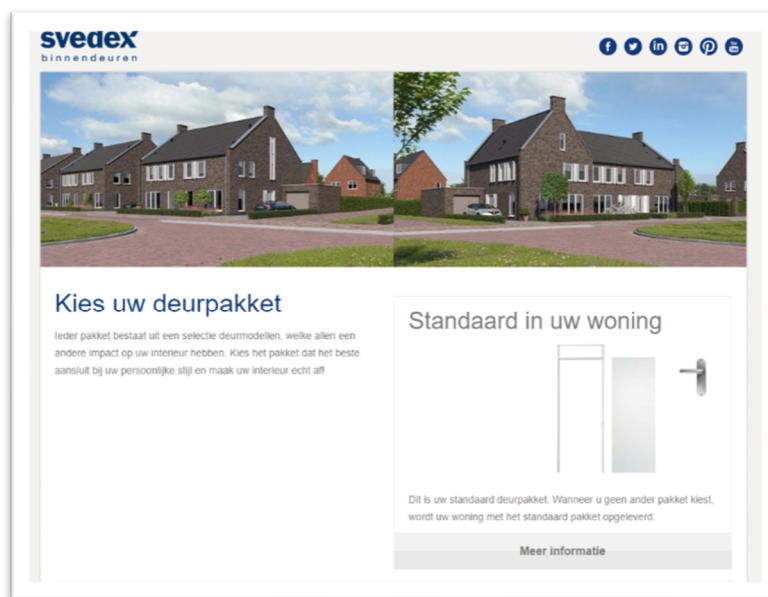 svedex
binnendeuren
Kies uw deurpakket
Ieder pakket bestaat uit een selectie deurmodellen, welke allen een
andere impact op uw interieur hebben. Kies het pakket dat het beste
aansluit bij uw persoonlijke stijl en maak uw interieur echt af!
Standaard in uw woning
Dit is uw standaard deurpakket. Wanneer u geen ander pakket kiest,
wordt uw woning met het standaard pakket opgeleverd.
Meer informatie